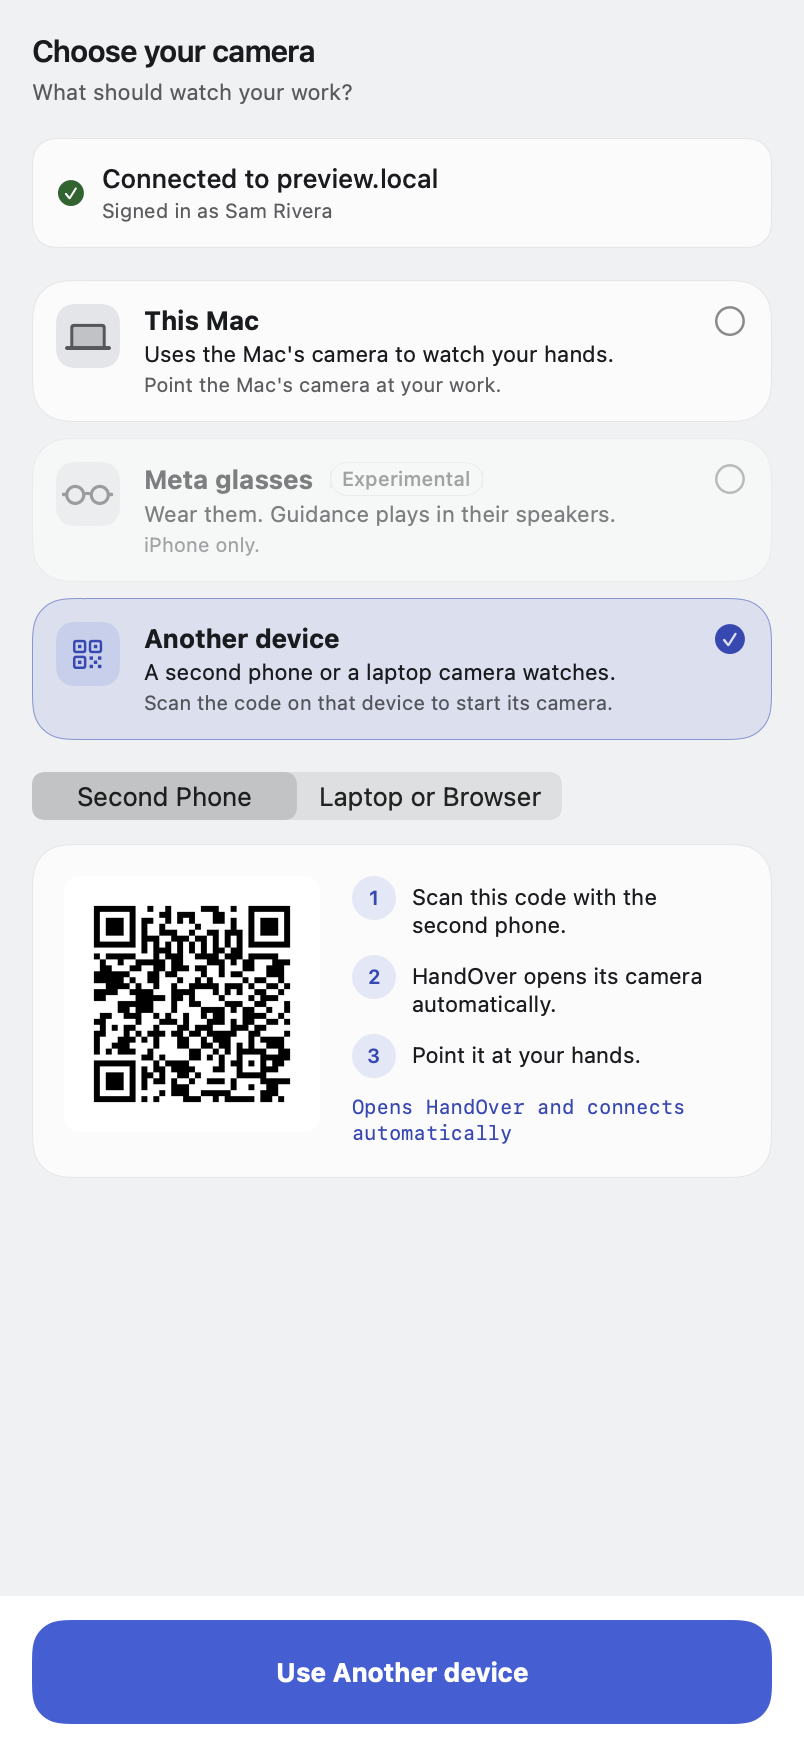 Choose your camera
What should watch your work?
Connected to preview.local
Signed in as Sam Rivera
This Mac
Uses the Mac's camera to watch your hands.
Point the Mac's camera at your work.
Meta glasses Experimental
Wear them. Guidance plays in their speakers.
iPhone only.
Another device
A second phone or a laptop camera watches.
Scan the code on that device to start its camera.
Second Phone Laptop or Browser
1 Scan this code with the
second phone.
2 HandOver opens its camera
automatically.
3 Point it at your hands.
Opens HandOver and connects
automatically
Use Another device